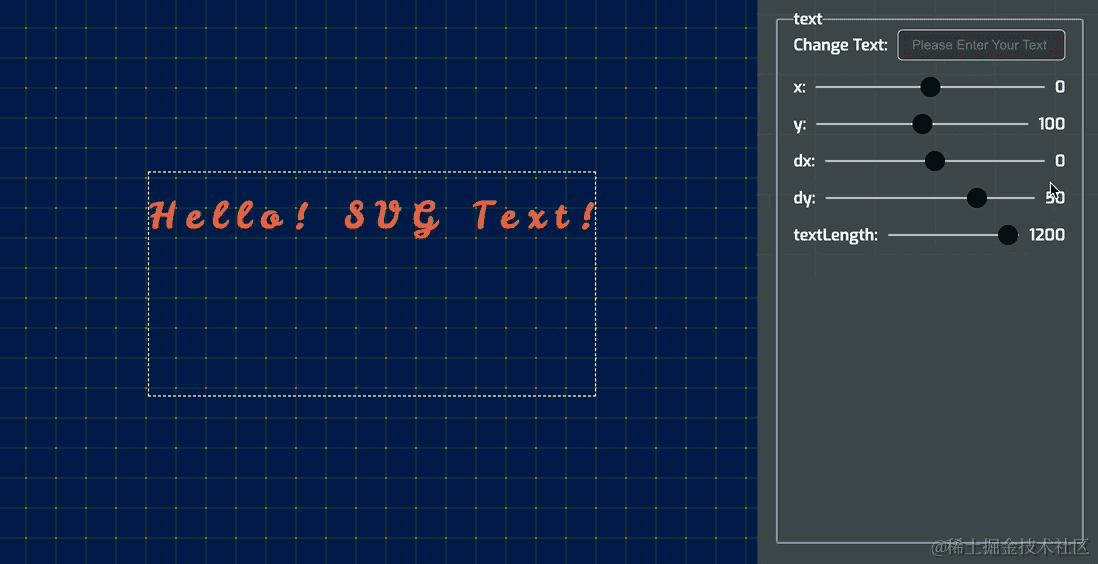 Hello! SVG Text!
text
Change Text: Please Enter Your Text
x: 0
y: 100
dx: 0
dy: 50
textLength: 1200
@稀土掘金技术社区